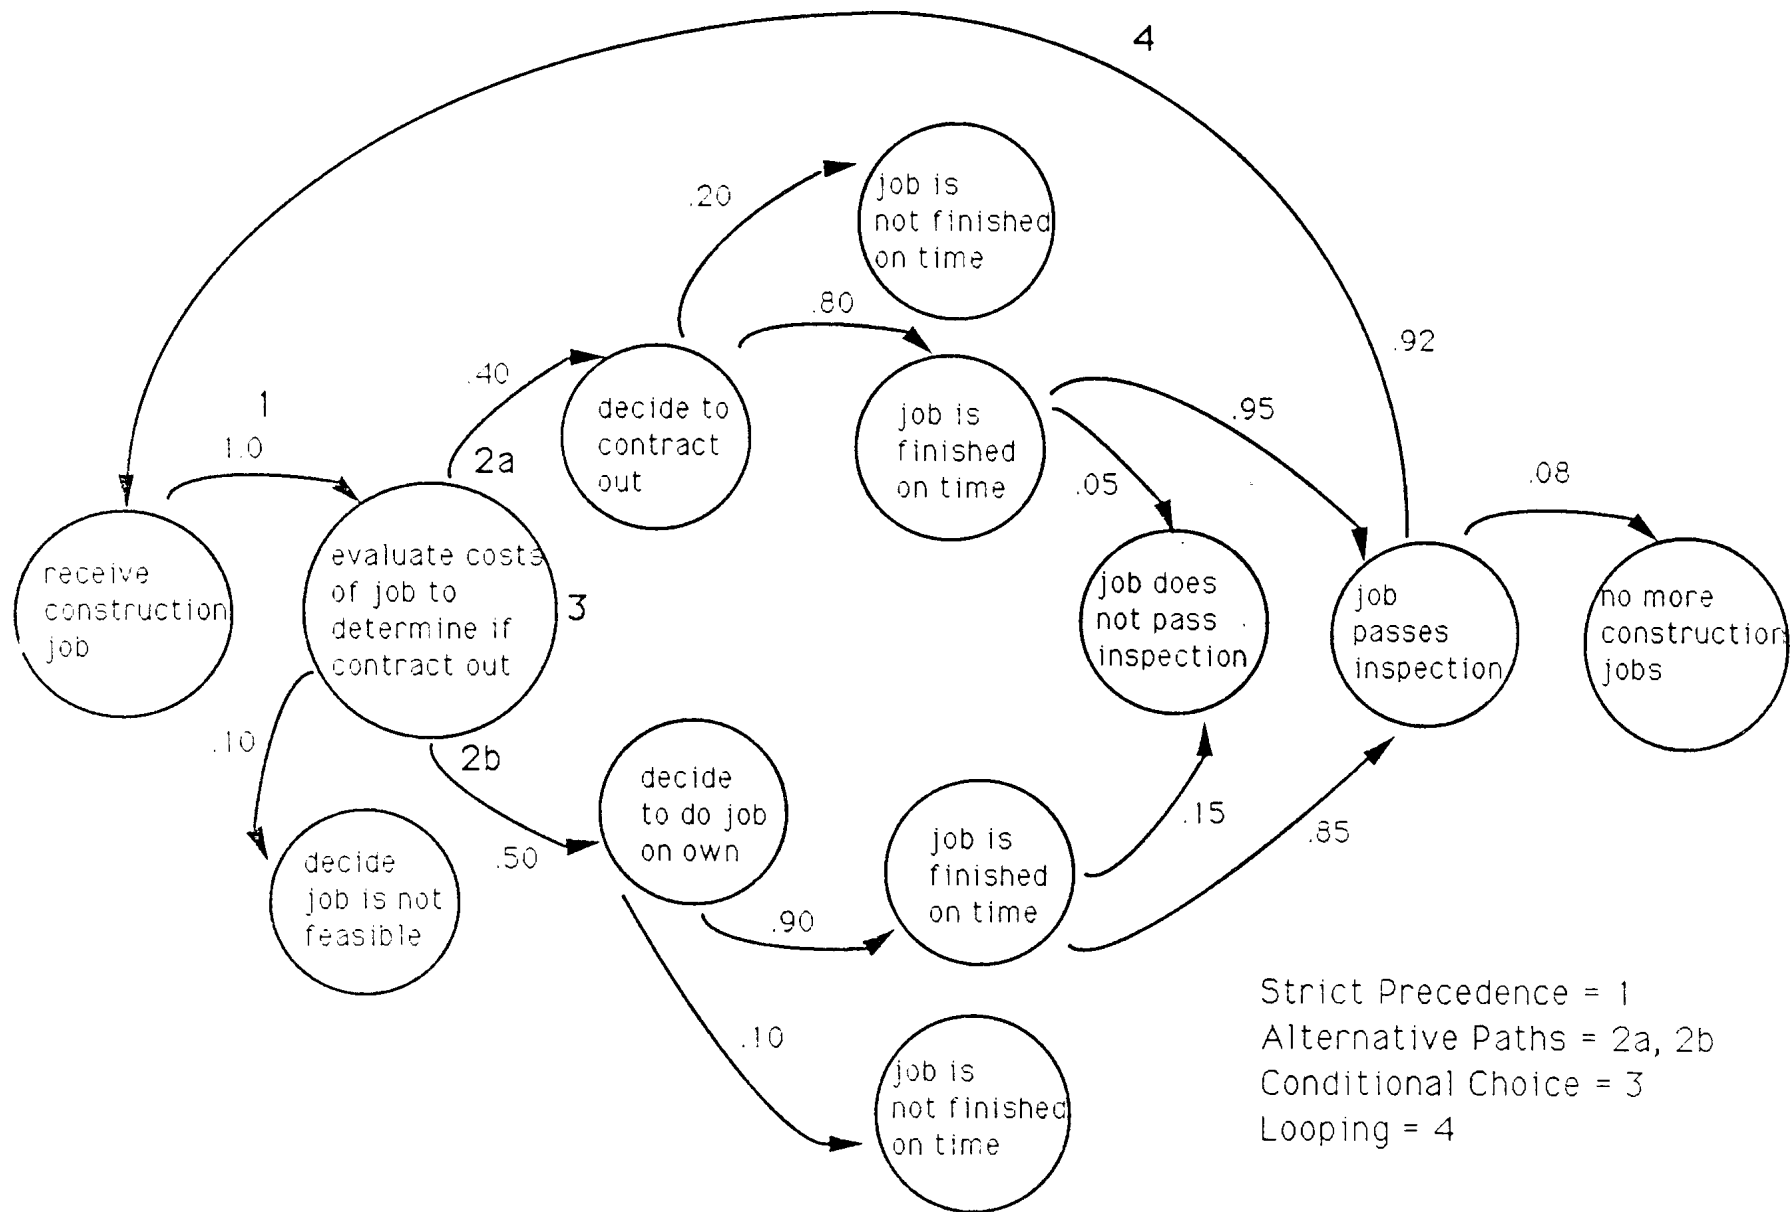 4
job is
not finished
on time
.20
.80
.92
.40
1
1.0
2a
decide to
contract
out
job is
finished
on time
.95
.05
.08
receive
construction
job
evaluate costs
of job to
determine if
contract out
3
job does
not pass
inspection
job
passes
inspection
no more
construction
jobs
.10
2b
.50
decide
to do job
on own
decide
job is not
feasible
.90
job is
finished
on time
.15
.85
.10
job is
not finished
on time
Strict Precedence = 1
Alternative Paths = 2a, 2b
Conditional Choice = 3
Looping = 4